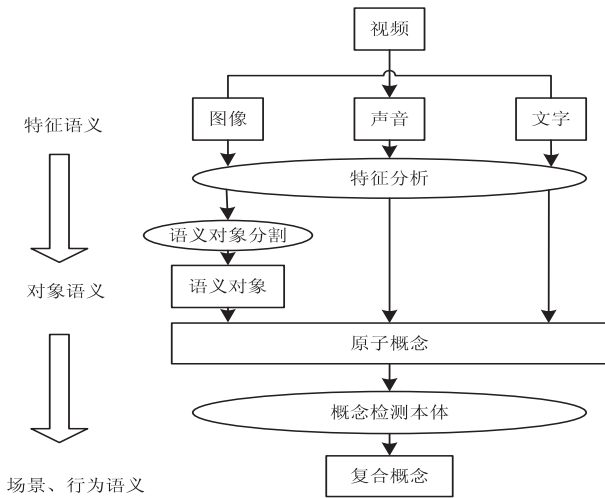 视频
图像
声音
文字
特征语义
特征分析
语义对象分割
语义对象
对象语义
原子概念
概念检测本体
复合概念
场景、行为语义